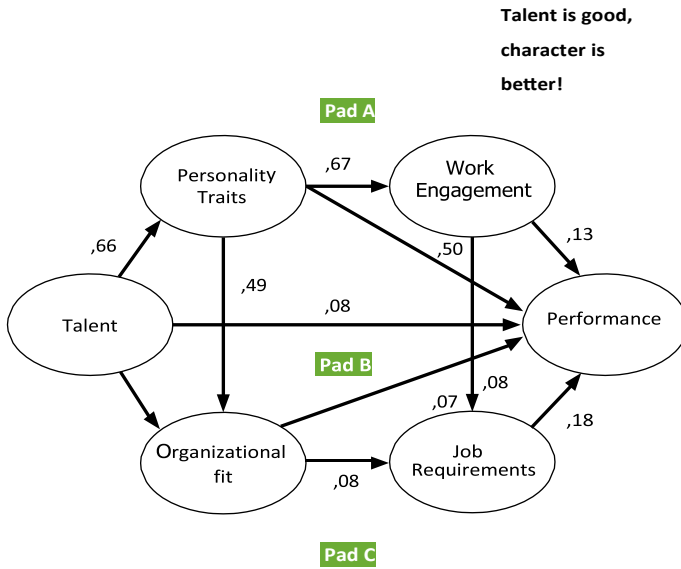 Talent is good,
character is
better!
Pad A
Personality
Traits
,67
Work
Engagement
,66
,49
,50
,13
Talent
,08
Performance
Pad B
,08
,07
,18
Organizational
fit
,08
Job
Requirements
Pad C